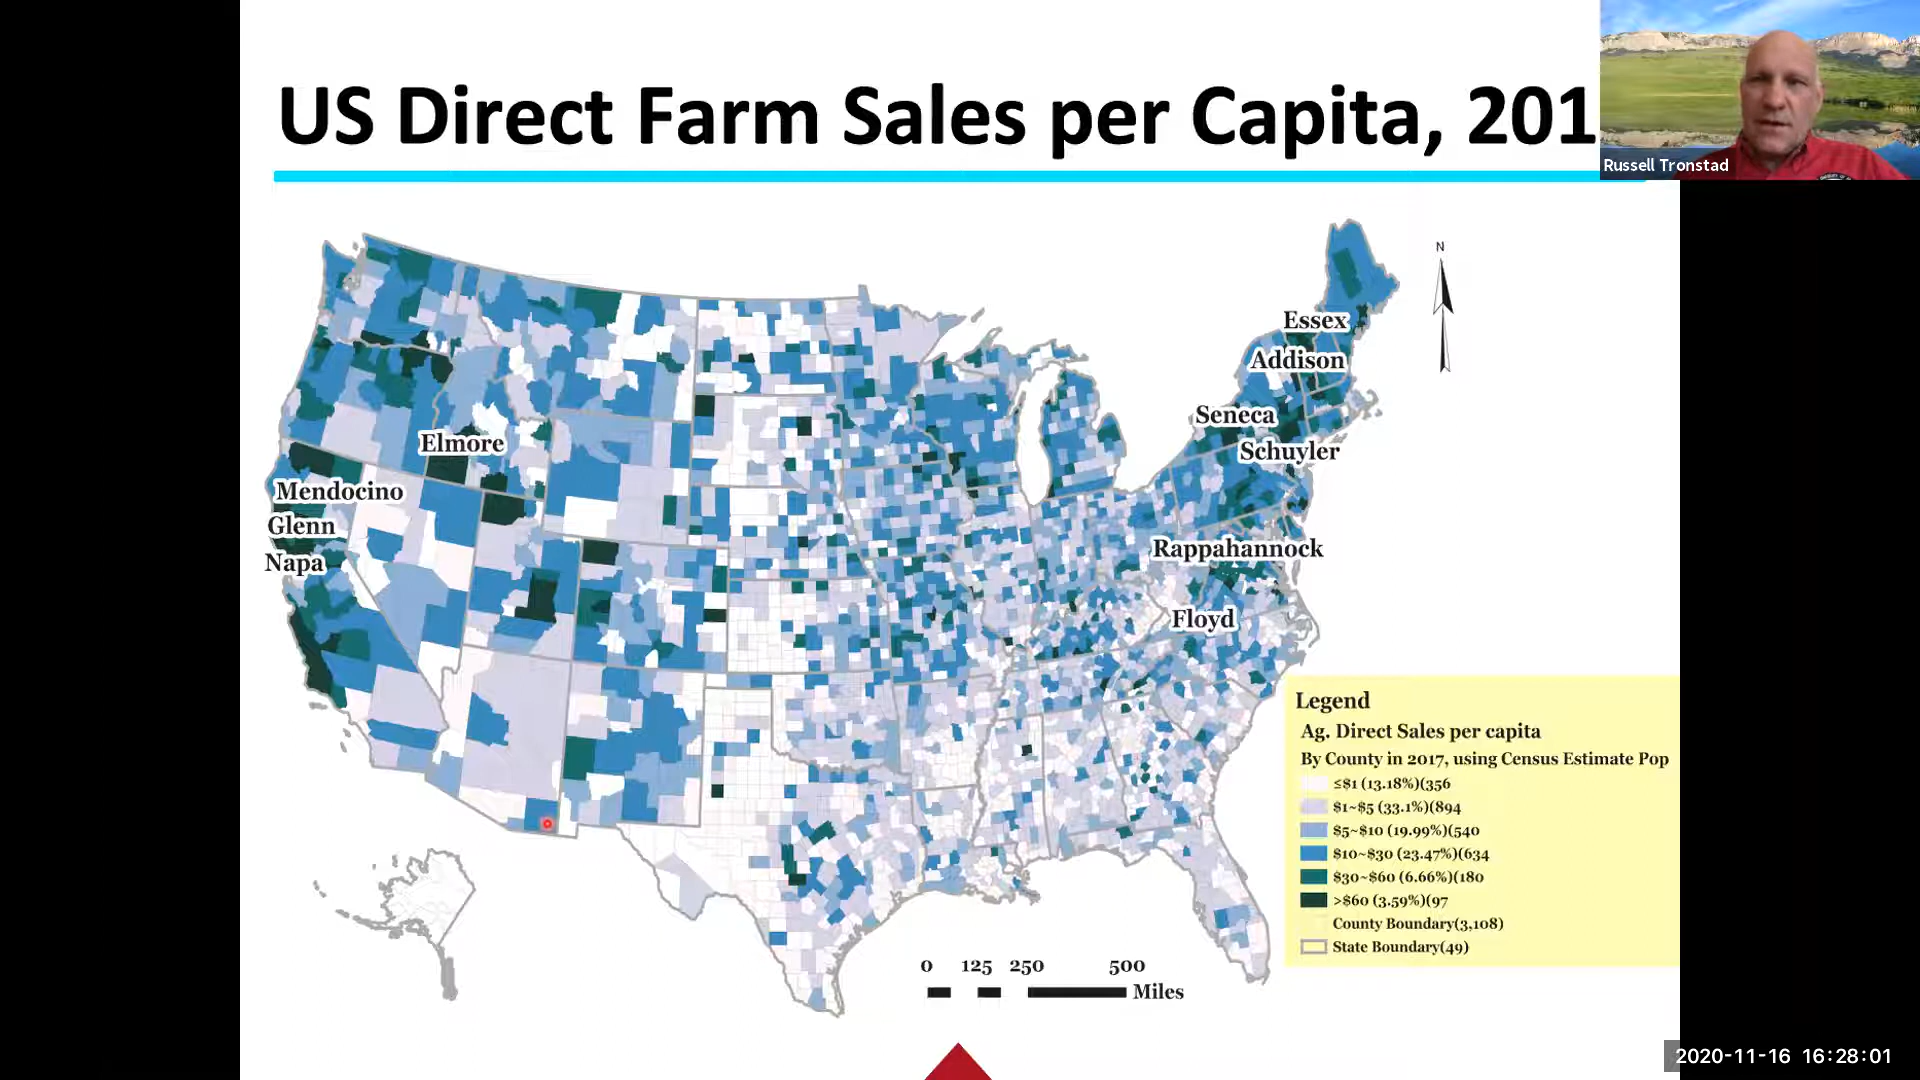 US Direct Farm Sales per Capita, 201
Russell Tronstad
N
Essex
Addison
Seneca
Schuyler
Elmore
Mendocino
Glenn
Napa
Rappahannock
Floyd
Legend
Ag. Direct Sales per capita
By County in 2017, using Census Estimate Pop
≤$1 (13.18%)(356
$1~$5 (33.1%)(894
$5~$10 (19.99%)(540
$10~$30 (23.47%)(634
$30~$60 (6.66%)(180
>$60 (3.59%)(97
County Boundary(3,108)
State Boundary(49)
0 125 250 500
Miles
2020-11-16 16:28:01